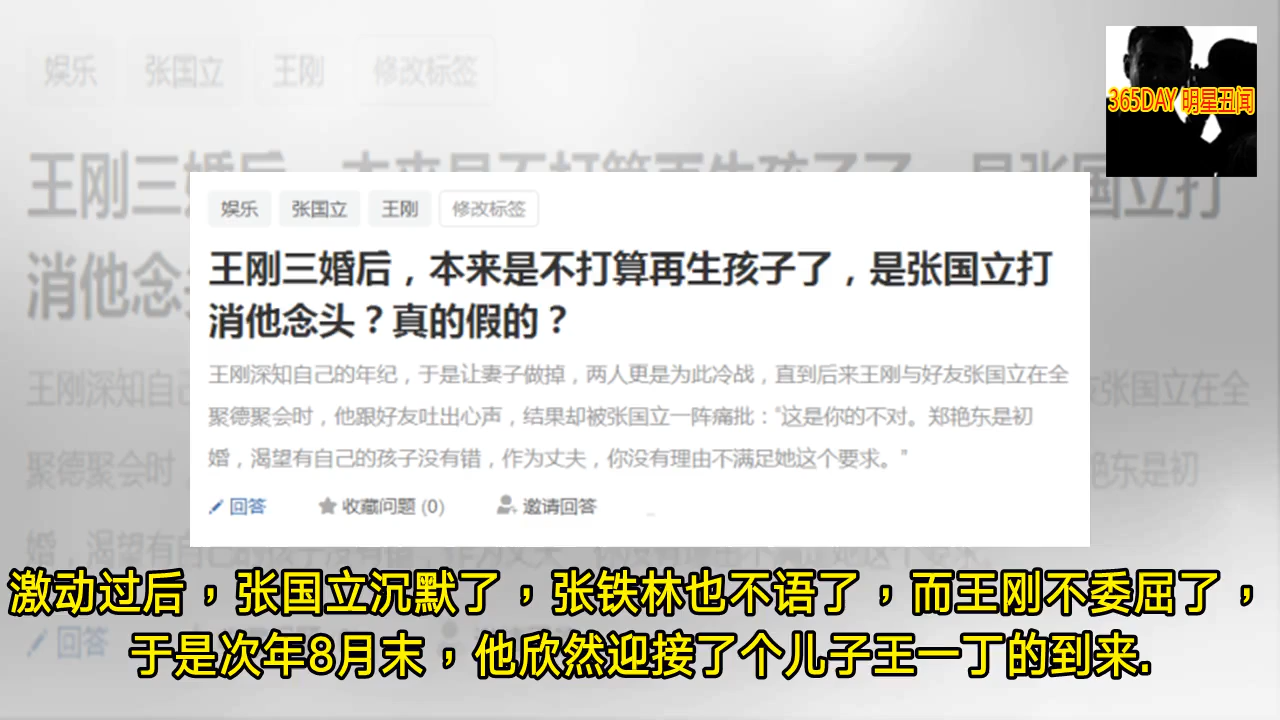 娱乐 张国立 王刚 修改标签
365DAY 明星丑闻
王刚三婚后，本来是不打算再生孩子了，是张国立打
消他念头？真的假的？
王刚深知自己的年纪，于是让妻子做掉，两人更是为此冷战，直到后来王刚与好友张国立在全
聚德聚会时，他跟好友吐出心声，结果却被张国立一阵痛批：“这是你的不对。郑艳东是初
婚，渴望有自己的孩子没有错，作为丈夫，你没有理由不满足她这个要求。”
回答 收藏问题 (0) 邀请回答
激动过后，张国立沉默了，张铁林也不语了，而王刚不委屈了，
于是次年8月末，他欣然迎接了个儿子王一丁的到来.